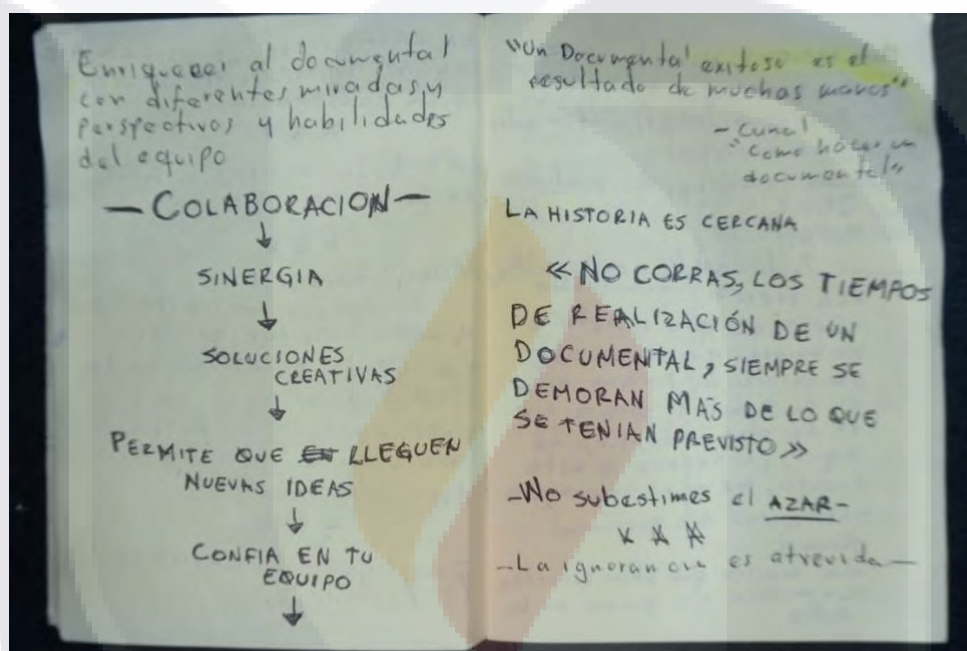 Enriquecer al documental
con diferentes miradas, y
perspectivas y habilidades
del equipo
— COLABORACION —
↓
SINERGIA
↓
SOLUCIONES
CREATIVAS
↓
PERMITE QUE LLEGUEN
NUEVAS IDEAS
↓
CONFIA EN TU
EQUIPO
↓
"Un Documental exitoso es el
resultado de muchas manos"
"Como hacer un
documental"
LA HISTORIA ES CERCANA
« NO CORRAS, LOS TIEMPOS
DE REALIZACIÓN DE UN
DOCUMENTAL, SIEMPRE SE
DEMORAN MÁS DE LO QUE
SE TENIAN PREVISTO »
- No subestimes el AZAR -
- La ignorancia es atrevida -